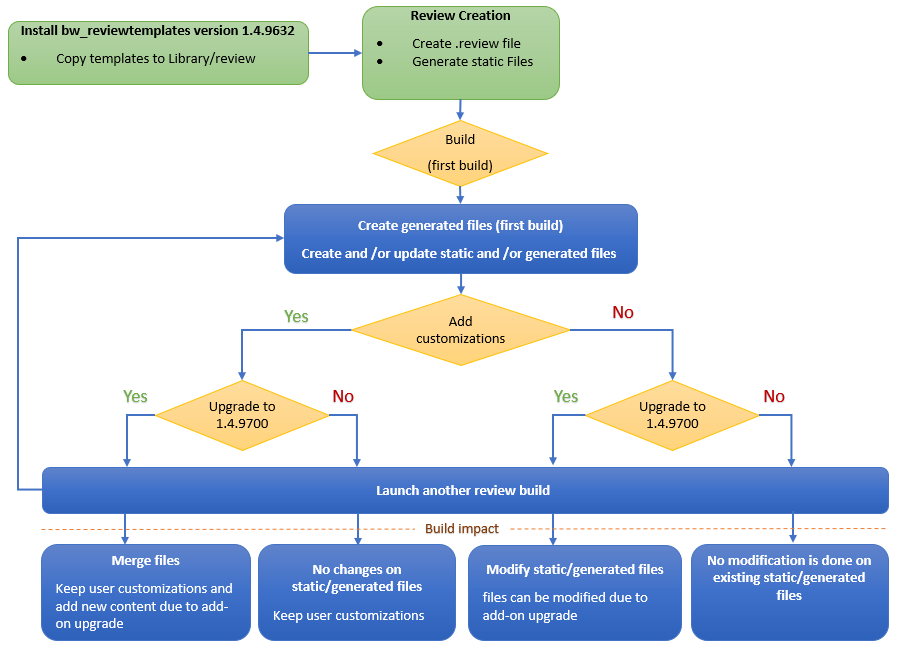 Install bw_reviewtemplates version 1.4.9632
• Copy templates to Library/review
Review Creation
• Create .review file
• Generate static Files
Build
(first build)
Create generated files (first build)
Create and /or update static and /or generated files
Add
customizations
Yes
No
Upgrade to
1.4.9700
Yes
No
Upgrade to
1.4.9700
Yes
No
Launch another review build
Build impact
Merge files
Keep user customizations and
add new content due to add-
on upgrade
No changes on
static/generated files
Keep user customizations
Modify static/generated files
files can be modified due to
add-on upgrade
No modification is done on
existing static/generated
files